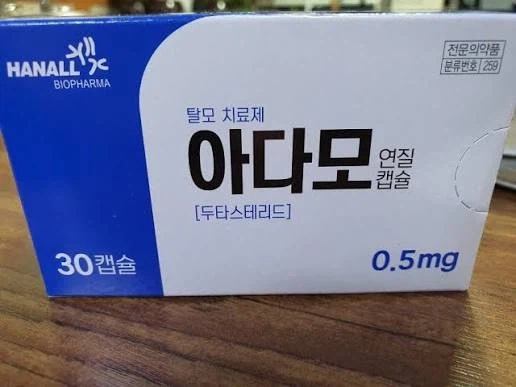 HANALL
BIOPHARMA
전문의약품
분류번호 259
탈모 치료제
아다모 연질
캡슐
[두타스테리드]
30캡슐
0.5mg